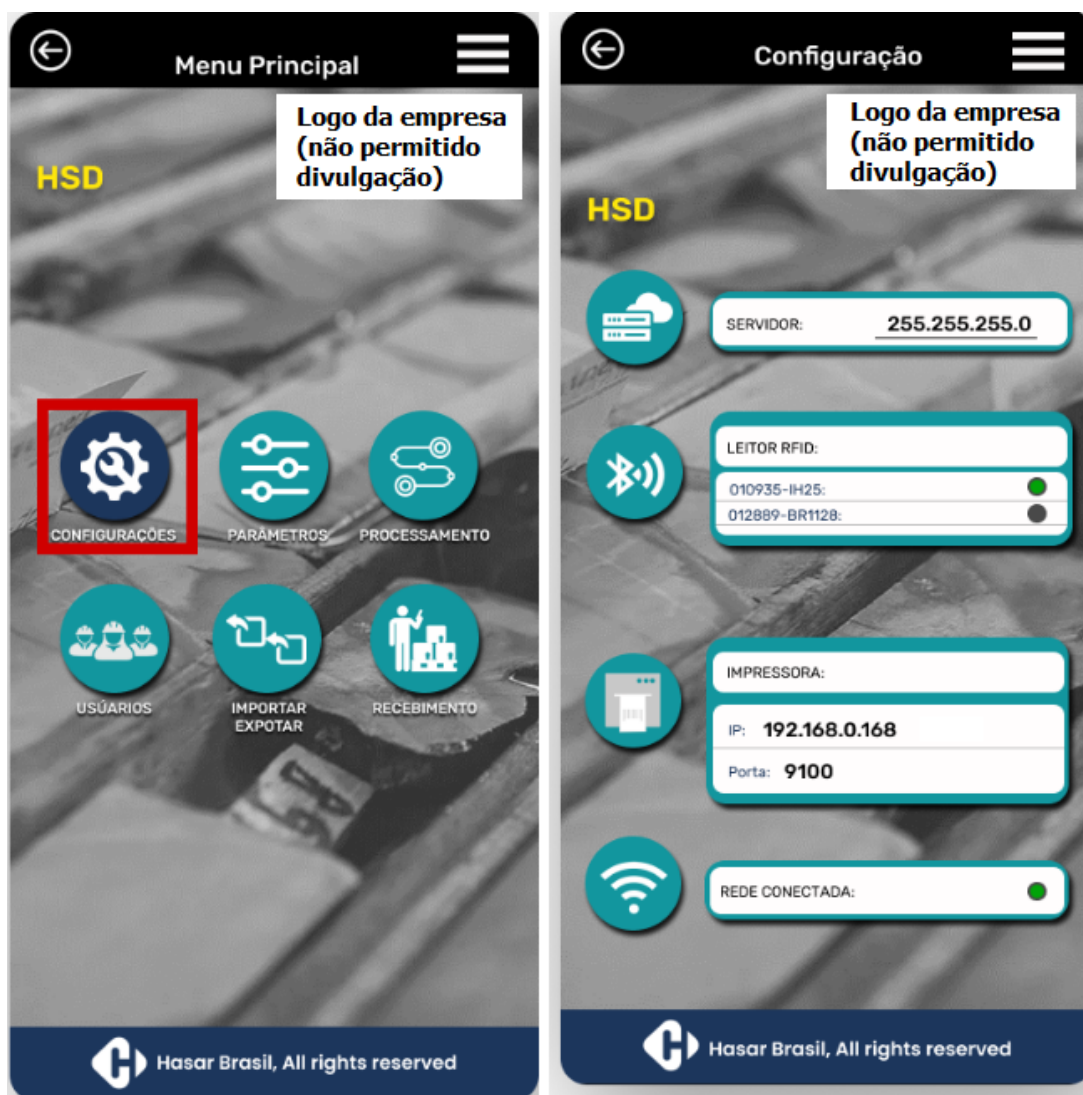 Menu Principal
Logo da empresa
(não permitido
divulgação)
HSD
CONFIGURAÇÕES
PARÂMETROS
PROCESSAMENTO
USÚARIOS
IMPORTAR
EXPOTAR
RECEBIMENTO
Hasar Brasil, All rights reserved
Configuração
Logo da empresa
(não permitido
divulgação)
HSD
SERVIDOR: 255.255.255.0
LEITOR RFID:
010935-IH25:
012889-BR1128:
IMPRESSORA:
IP: 192.168.0.168
Porta: 9100
REDE CONECTADA:
Hasar Brasil, All rights reserved